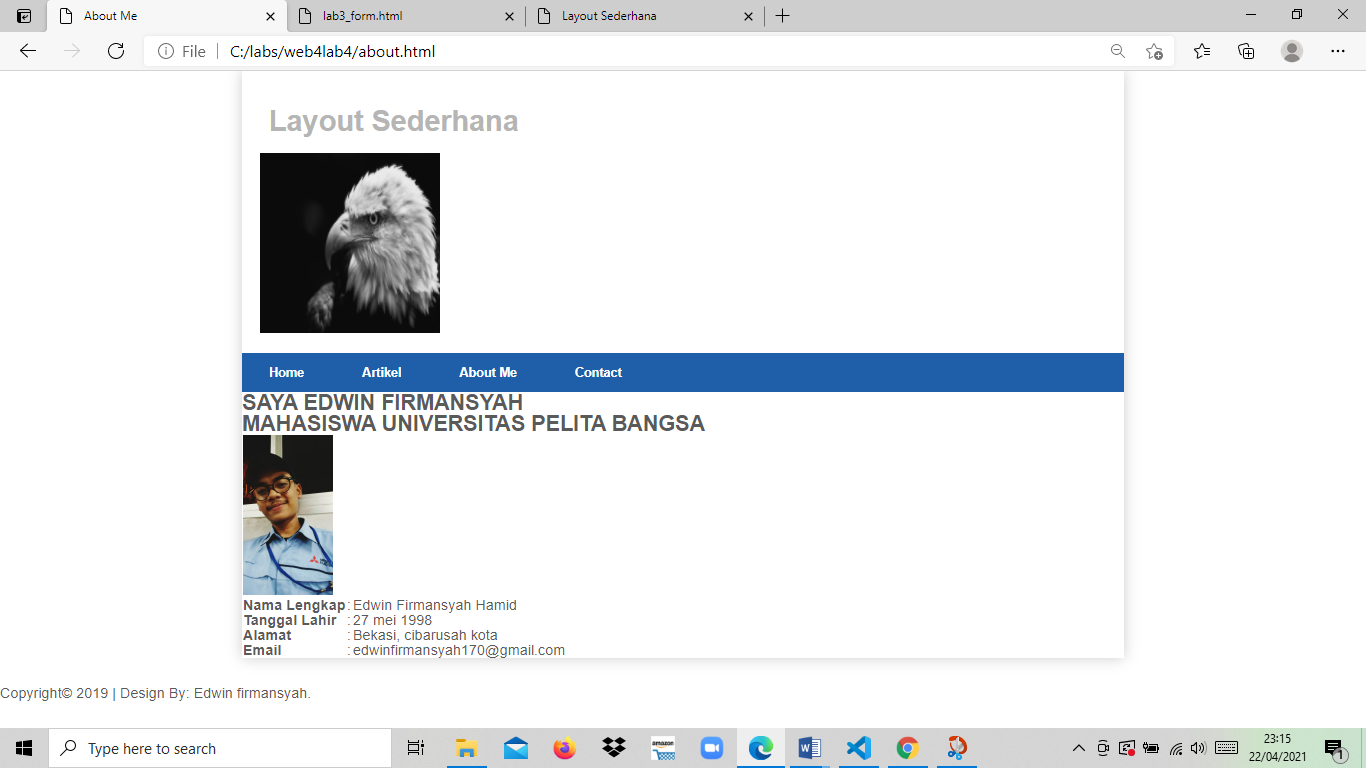 About Me
lab3_form.html
Layout Sederhana
File
C:/labs/web4lab4/about.html
Layout Sederhana
Home
Artikel
About Me
Contact
SAYA EDWIN FIRMANSYAH
MAHASISWA UNIVERSITAS PELITA BANGSA
Nama Lengkap : Edwin Firmansyah Hamid
Tanggal Lahir : 27 mei 1998
Alamat : Bekasi, cibarusah kota
Email : edwinfirmansyah170@gmail.com
Copyright© 2019 | Design By: Edwin firmansyah.
Type here to search
amazon
23:15
22/04/2021
1